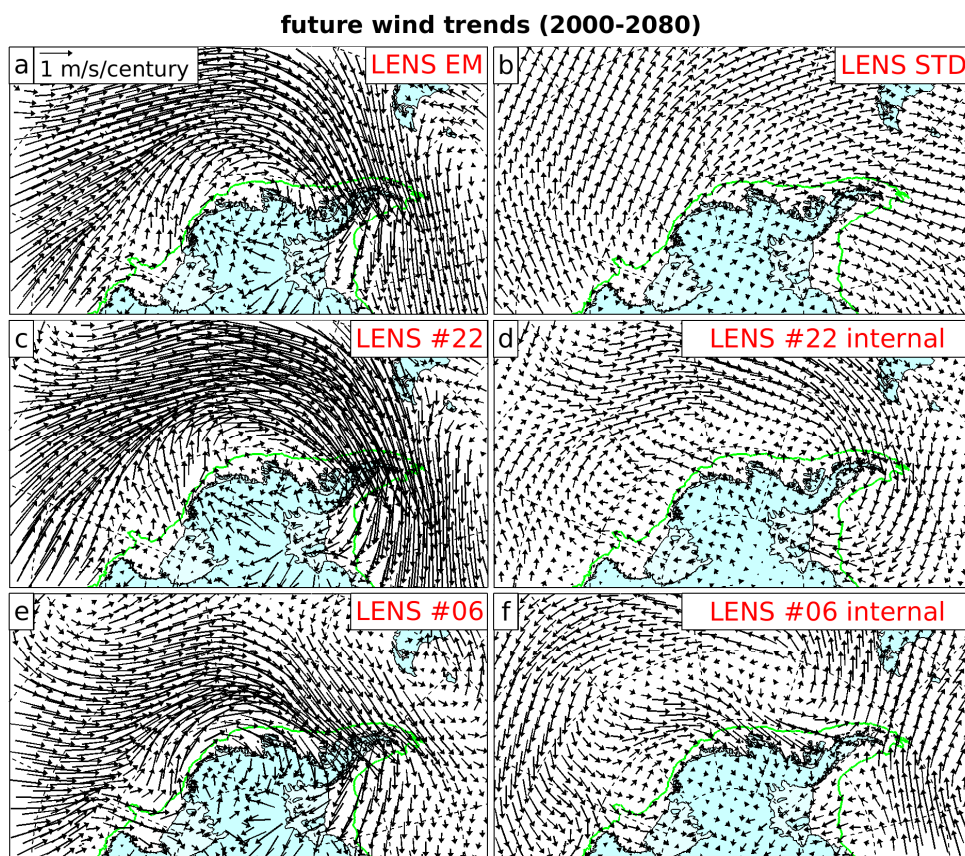 future wind trends (2000-2080)
a
1 m/s/century
LENS EM
b
LENS STD
c
LENS #22
d
LENS #22 internal
e
LENS #06
f
LENS #06 internal